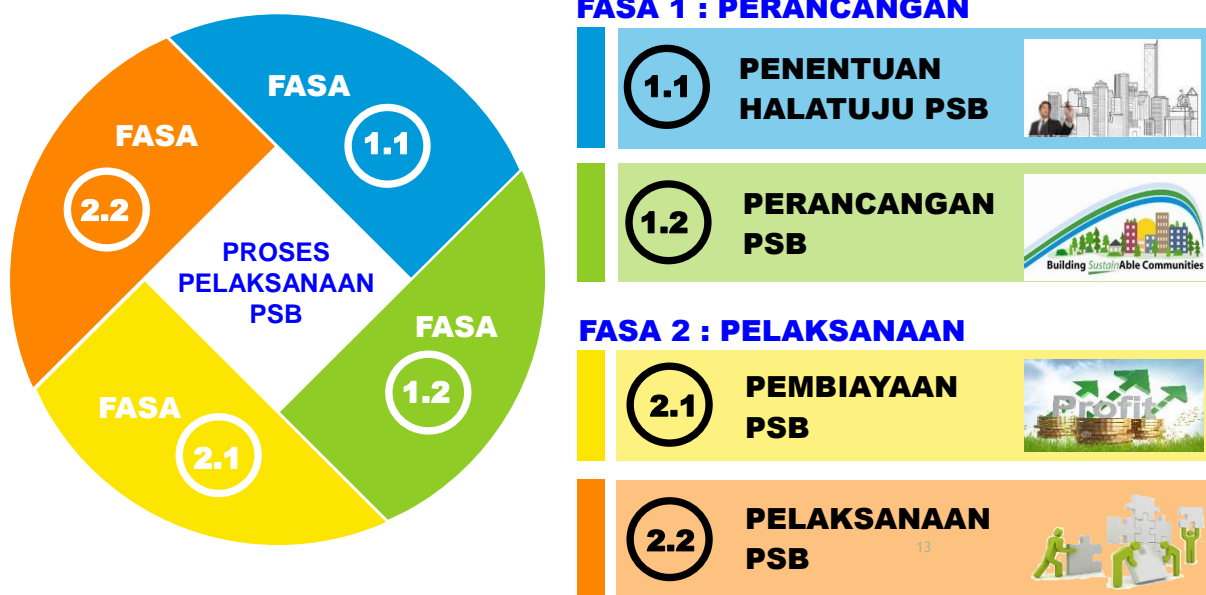 FASA
1.1
FASA
2.2
PROSES
PELAKSANAAN
PSB
FASA
1.2
FASA
2.1
FASA 1 : PERANCANGAN
1.1
PENENTUAN
HALATUJU PSB
1.2
PERANCANGAN
PSB
Building SustainAble Communities
FASA 2 : PELAKSANAAN
2.1
PEMBIAYAAN
PSB
Profit
2.2
PELAKSANAAN
PSB
13